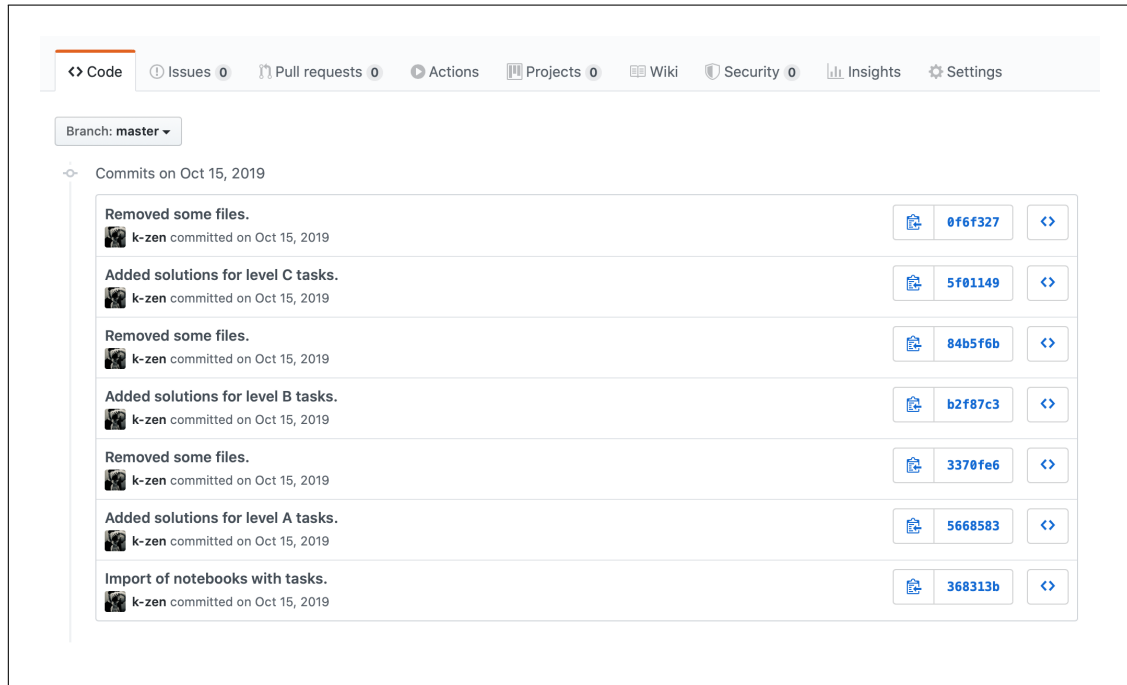 <> Code Issues 0 Pull requests 0 Actions Projects 0 Wiki Security 0 Insights Settings
Branch: master
Commits on Oct 15, 2019
Removed some files.
k-zen committed on Oct 15, 2019
0f6f327 <>
Added solutions for level C tasks.
k-zen committed on Oct 15, 2019
5f01149 <>
Removed some files.
k-zen committed on Oct 15, 2019
84b5f6b <>
Added solutions for level B tasks.
k-zen committed on Oct 15, 2019
b2f87c3 <>
Removed some files.
k-zen committed on Oct 15, 2019
3370fe6 <>
Added solutions for level A tasks.
k-zen committed on Oct 15, 2019
5668583 <>
Import of notebooks with tasks.
k-zen committed on Oct 15, 2019
368313b <>